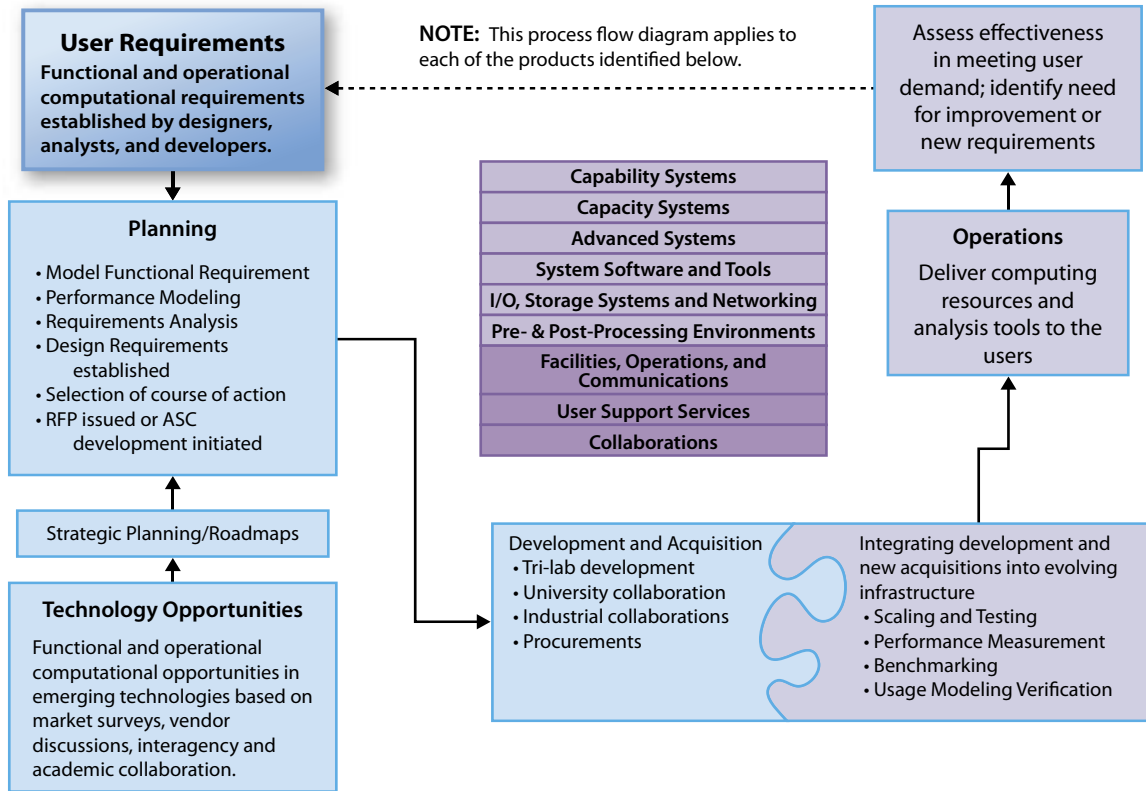 User Requirements
Functional and operational
computational requirements
established by designers,
analysts, and developers.
NOTE: This process flow diagram applies to
each of the products identified below.
Assess effectiveness
in meeting user
demand; identify need
for improvement or
new requirements
Planning
• Model Functional Requirement
• Performance Modeling
• Requirements Analysis
• Design Requirements
established
• Selection of course of action
• RFP issued or ASC
development initiated
Capability Systems
Capacity Systems
Advanced Systems
System Software and Tools
I/O, Storage Systems and Networking
Pre- & Post-Processing Environments
Facilities, Operations, and
Communications
User Support Services
Collaborations
Operations
Deliver computing
resources and
analysis tools to the
users
Strategic Planning/Roadmaps
Technology Opportunities
Functional and operational
computational opportunities in
emerging technologies based on
market surveys, vendor
discussions, interagency and
academic collaboration.
Development and Acquisition
• Tri-lab development
• University collaboration
• Industrial collaborations
• Procurements
Integrating development and
new acquisitions into evolving
infrastructure
• Scaling and Testing
• Performance Measurement
• Benchmarking
• Usage Modeling Verification